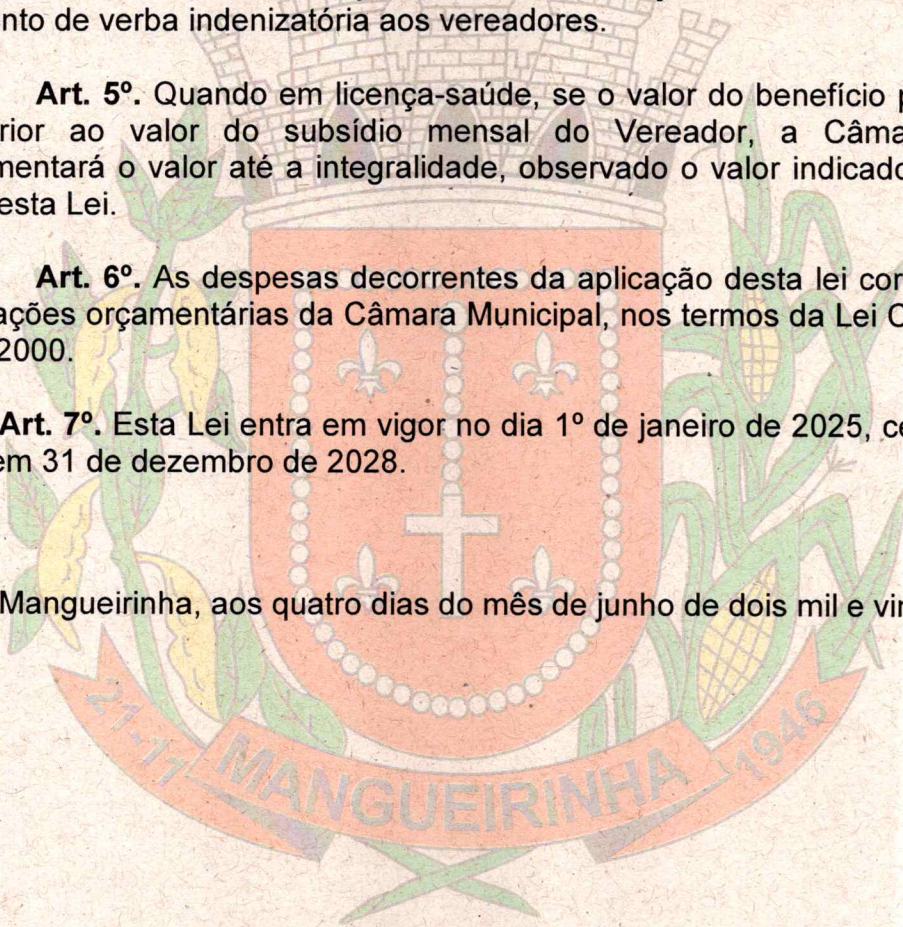 nto de verba indenizatória aos vereadores.
Art. 5º. Quando em licença-saúde, se o valor do benefício p
rior ao valor do subsídio mensal do Vereador, a Câma
mentará o valor até a integralidade, observado o valor indicado
esta Lei.
Art. 6º. As despesas decorrentes da aplicação desta lei cor
ações orçamentárias da Câmara Municipal, nos termos da Lei C
2000.
Art. 7º. Esta Lei entra em vigor no dia 1º de janeiro de 2025, ce
em 31 de dezembro de 2028.
Mangueirinha, aos quatro dias do mês de junho de dois mil e vin
21-11 MANGUEIRINHA 1946